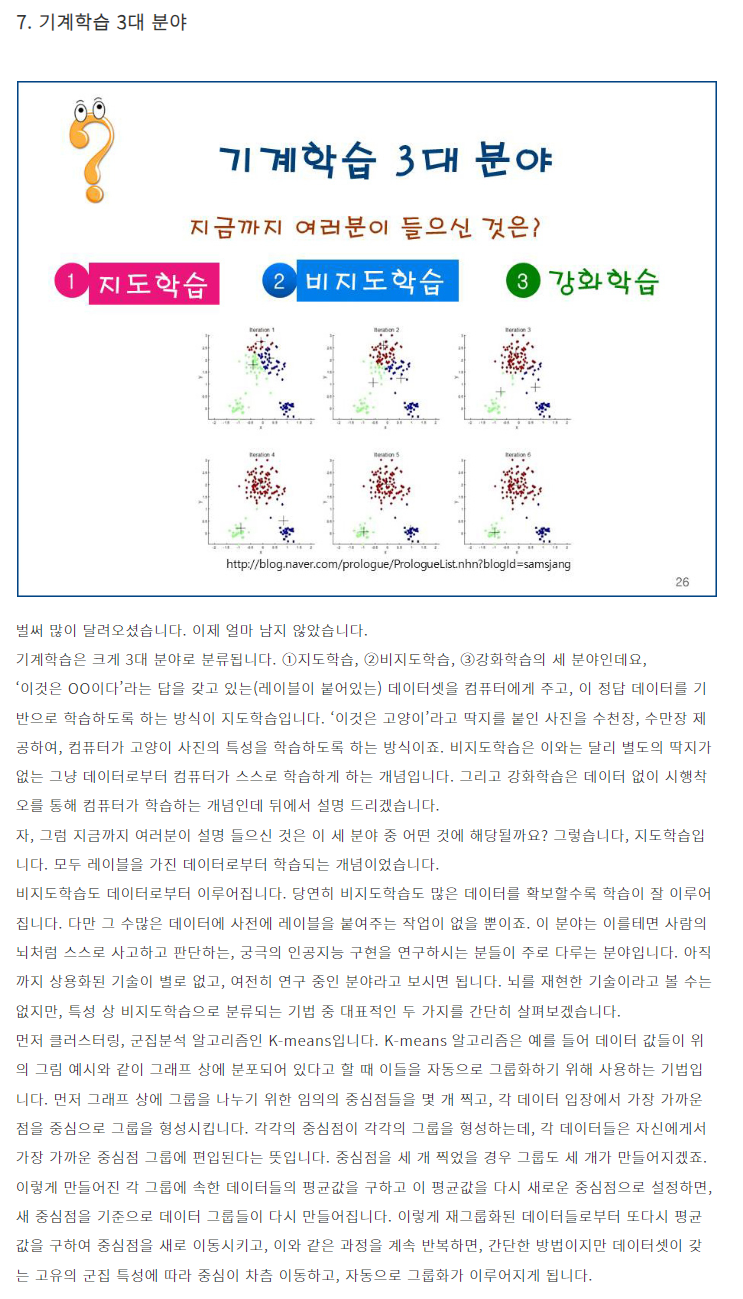 7. 기계학습 3대 분야
기계학습 3대 분야
지금까지 여러분이 들으신 것은?
1 지도학습
2 비지도학습
3 강화학습
Iteration 1
Iteration 2
Iteration 3
Iteration 4
Iteration 5
Iteration 6
http://blog.naver.com/prologue/PrologueList.nhn?blogId=samsjang
26
벌써 많이 달려오셨습니다. 이제 얼마 남지 않았습니다.
기계학습은 크게 3대 분야로 분류됩니다. ①지도학습, ②비지도학습, ③강화학습의 세 분야인데요,
‘이것은 OO이다’라는 답을 갖고 있는(레이블이 붙어있는) 데이터셋을 컴퓨터에게 주고, 이 정답 데이터를 기
반으로 학습하도록 하는 방식이 지도학습입니다. ‘이것은 고양이’라고 딱지를 붙인 사진을 수천장, 수만장 제
공하여, 컴퓨터가 고양이 사진의 특성을 학습하도록 하는 방식이죠. 비지도학습은 이와는 달리 별도의 딱지가
없는 그냥 데이터로부터 컴퓨터가 스스로 학습하게 하는 개념입니다. 그리고 강화학습은 데이터 없이 시행착
오를 통해 컴퓨터가 학습하는 개념인데 뒤에서 설명 드리겠습니다.
자, 그럼 지금까지 여러분이 설명 들으신 것은 이 세 분야 중 어떤 것에 해당될까요? 그렇습니다, 지도학습입
니다. 모두 레이블을 가진 데이터로부터 학습되는 개념이었습니다.
비지도학습도 데이터로부터 이루어집니다. 당연히 비지도학습도 많은 데이터를 확보할수록 학습이 잘 이루어
집니다. 다만 그 수많은 데이터에 사전에 레이블을 붙여주는 작업이 없을 뿐이죠. 이 분야는 이를테면 사람의
뇌처럼 스스로 사고하고 판단하는, 궁극의 인공지능 구현을 연구하시는 분들이 주로 다루는 분야입니다. 아직
까지 상용화된 기술이 별로 없고, 여전히 연구 중인 분야라고 보시면 됩니다. 뇌를 재현한 기술이라고 볼 수는
없지만, 특성 상 비지도학습으로 분류되는 기법 중 대표적인 두 가지를 간단히 살펴보겠습니다.
먼저 클러스터링, 군집분석 알고리즘인 K-means입니다. K-means 알고리즘은 예를 들어 데이터 값들이 위
의 그림 예시와 같이 그래프 상에 분포되어 있다고 할 때 이들을 자동으로 그룹화하기 위해 사용하는 기법입
니다. 먼저 그래프 상에 그룹을 나누기 위한 임의의 중심점들을 몇 개 찍고, 각 데이터 입장에서 가장 가까운
점을 중심으로 그룹을 형성시킵니다. 각각의 중심점이 각각의 그룹을 형성하는데, 각 데이터들은 자신에게서
가장 가까운 중심점 그룹에 편입된다는 뜻입니다. 중심점을 세 개 찍었을 경우 그룹도 세 개가 만들어지겠죠.
이렇게 만들어진 각 그룹에 속한 데이터들의 평균값을 구하고 이 평균값을 다시 새로운 중심점으로 설정하면,
새 중심점을 기준으로 데이터 그룹들이 다시 만들어집니다. 이렇게 재그룹화된 데이터들로부터 또다시 평균
값을 구하여 중심점을 새로 이동시키고, 이와 같은 과정을 계속 반복하면, 간단한 방법이지만 데이터셋이 갖
는 고유의 군집 특성에 따라 중심이 차츰 이동하고, 자동으로 그룹화가 이루어지게 됩니다.